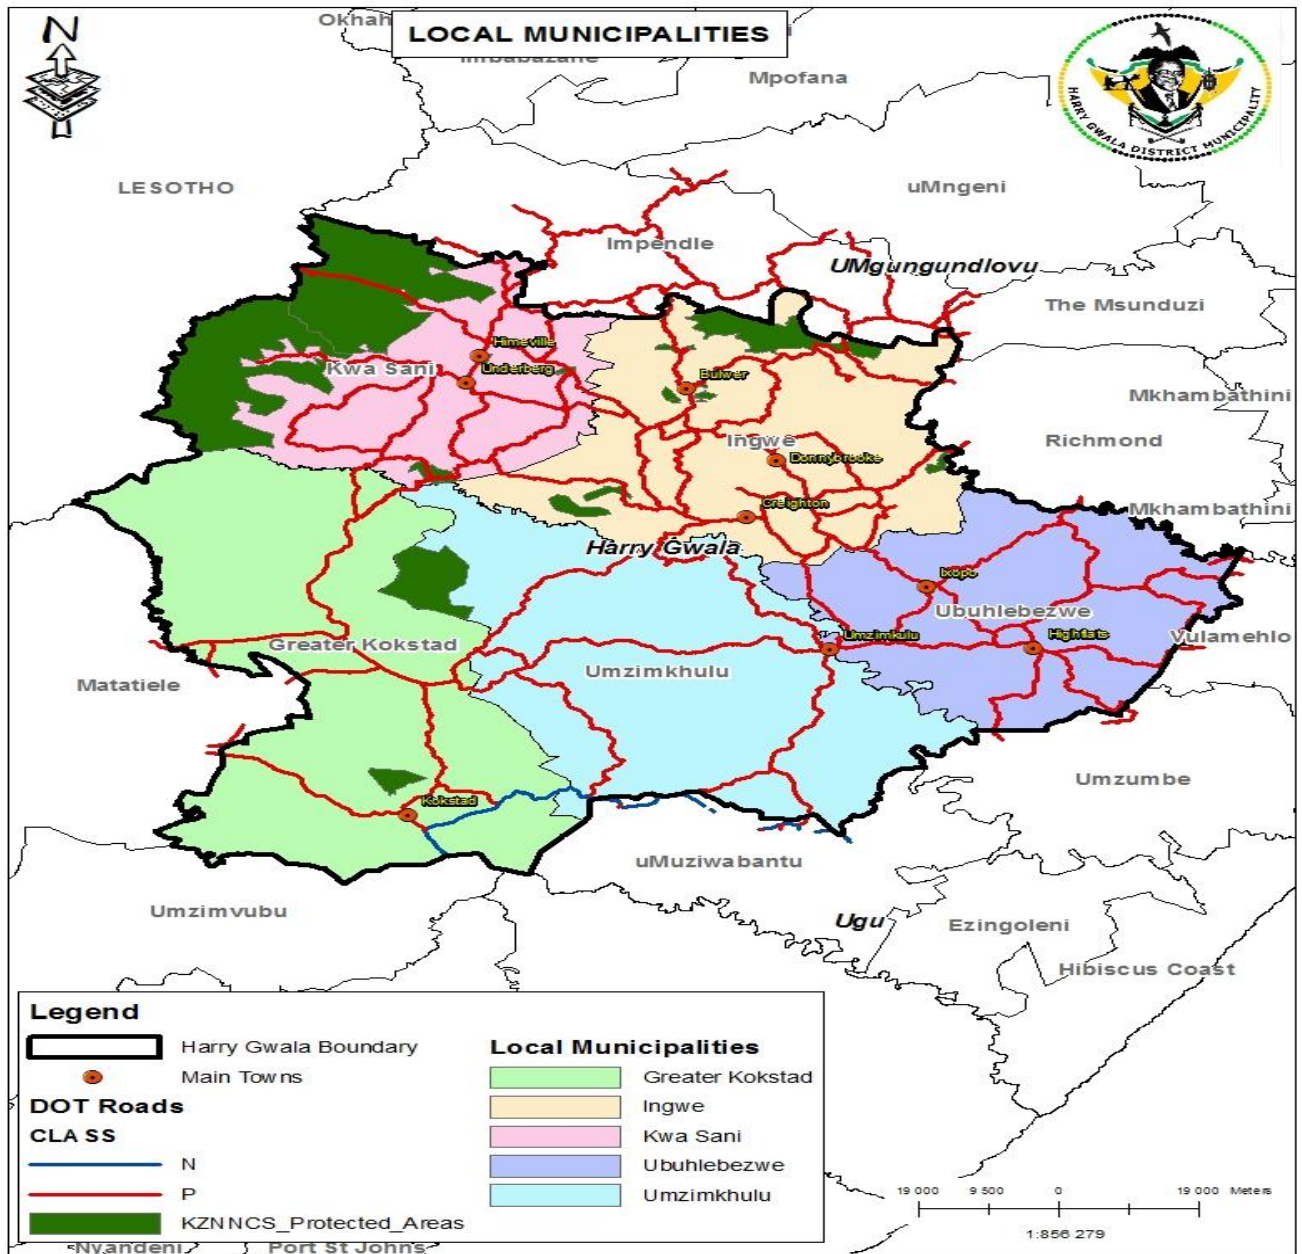 N
Okhah
LOCAL MUNICIPALITIES
Imbabazane
Mpofana
HARRY GWALA DISTRICT MUNICIPALITY
LESOTHO
uMngeni
Impendle
UMgungundlovu
The Msunduzi
Himeville
Kwa Sani
Underberg
Bulwer
Mkhambathini
Ingwe
Richmond
Donnybrooke
Creighton
Mkhambathini
Harry Gwala
Ixopo
Ubuhlebezwe
Umzimkulu
Highflats
Vulamehlo
Greater Kokstad
Umzimkhulu
Matatiele
Umzumbe
Kokstad
uMuziwabantu
Umzimvubu
Ugu
Ezingoleni
Hibiscus Coast
Legend
Harry Gwala Boundary
Main Towns
DOT Roads
CLASS
N
P
KZNNCS_Protected_Areas
Local Municipalities
Greater Kokstad
Ingwe
Kwa Sani
Ubuhlebezwe
Umzimkhulu
19 000 9 500 0 19 000 Meters
1:856 279
Nyandeni
Port St Johns